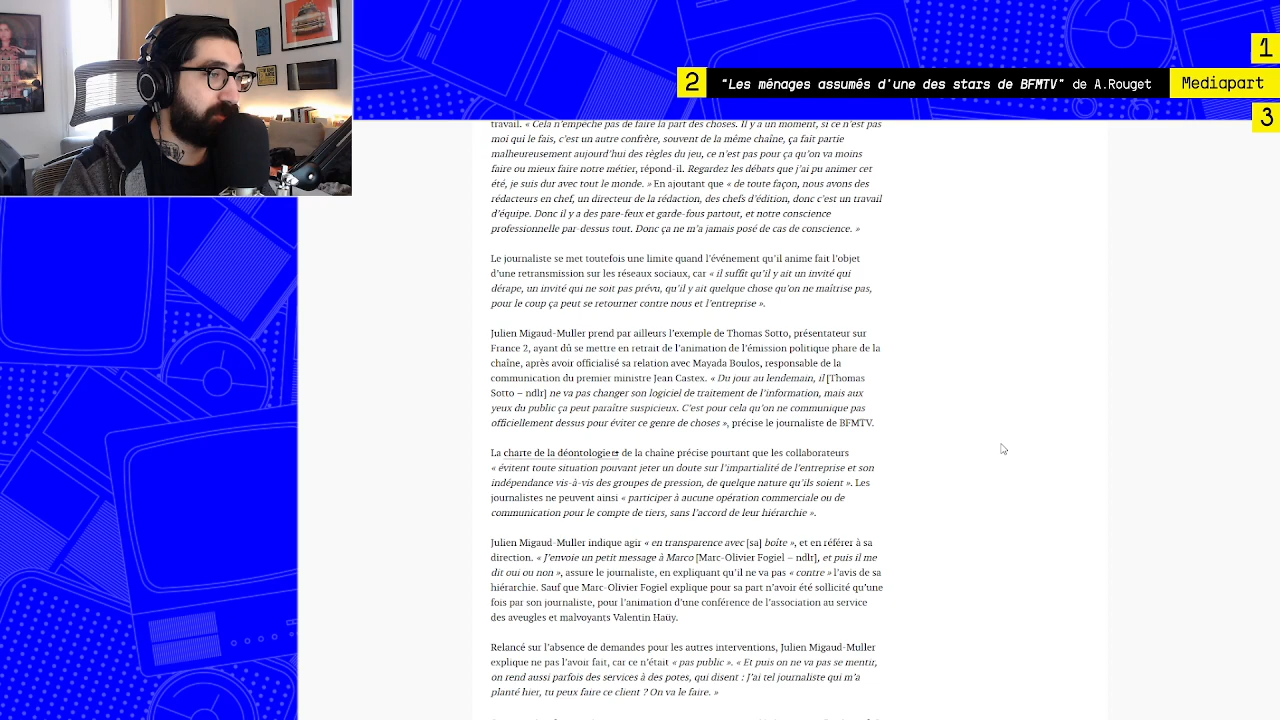 1
2 "Les ménages assumés d'une des stars de BFMTV" de A.Rouget Mediapart
3
travail. « Cela n'empêche pas de faire la part des choses. Il y a un moment, si ce n'est pas
moi qui le fais, c'est un autre confrère, souvent de la même chaîne, ça fait partie
malheureusement aujourd'hui des règles du jeu, ce n'est pas pour ça qu'on va moins
faire ou mieux faire notre métier, répond-il. Regardez les débats que j'ai pu animer cet
été, je suis dur avec tout le monde. » En ajoutant que « de toute façon, nous avons des
rédacteurs en chef, un directeur de la rédaction, des chefs d'édition, donc c'est un travail
d'équipe. Donc il y a des pare-feux et garde-fous partout, et notre conscience
professionnelle par-dessus tout. Donc ça ne m'a jamais posé de cas de conscience. »
Le journaliste se met toutefois une limite quand l'événement qu'il anime fait l'objet
d'une retransmission sur les réseaux sociaux, car « il suffit qu'il y ait un invité qui
dérape, un invité qui ne soit pas prévu, qu'il y ait quelque chose qu'on ne maîtrise pas,
pour le coup ça peut se retourner contre nous et l'entreprise ».
Julien Migaud-Muller prend par ailleurs l'exemple de Thomas Sotto, présentateur sur
France 2, ayant dû se mettre en retrait de l'animation de l'émission politique phare de la
chaîne, après avoir officialisé sa relation avec Mayada Boulos, responsable de la
communication du premier ministre Jean Castex. « Du jour au lendemain, il [Thomas
Sotto – ndlr] ne va pas changer son logiciel de traitement de l'information, mais aux
yeux du public ça peut paraître suspicieux. C'est pour cela qu'on ne communique pas
officiellement dessus pour éviter ce genre de choses », précise le journaliste de BFMTV.
La charte de la déontologie de la chaîne précise pourtant que les collaborateurs
« évitent toute situation pouvant jeter un doute sur l'impartialité de l'entreprise et son
indépendance vis-à-vis des groupes de pression, de quelque nature qu'ils soient ». Les
journalistes ne peuvent ainsi « participer à aucune opération commerciale ou de
communication pour le compte de tiers, sans l'accord de leur hiérarchie ».
Julien Migaud-Muller indique agir « en transparence avec [sa] boîte », et en référer à sa
direction. « J'envoie un petit message à Marco [Marc-Olivier Fogiel – ndlr], et puis il me
dit oui ou non », assure le journaliste, en expliquant qu'il ne va pas « contre » l'avis de sa
hiérarchie. Sauf que Marc-Olivier Fogiel explique pour sa part n'avoir été sollicité qu'une
fois par son journaliste, pour l'animation d'une conférence de l'association au service
des aveugles et malvoyants Valentin Haüy.
Relancé sur l'absence de demandes pour les autres interventions, Julien Migaud-Muller
explique ne pas l'avoir fait, car ce n'était « pas public ». « Et puis on ne va pas se mentir,
on rend aussi parfois des services à des potes, qui disent : J'ai tel journaliste qui m'a
planté hier, tu peux faire ce client ? On va le faire. »